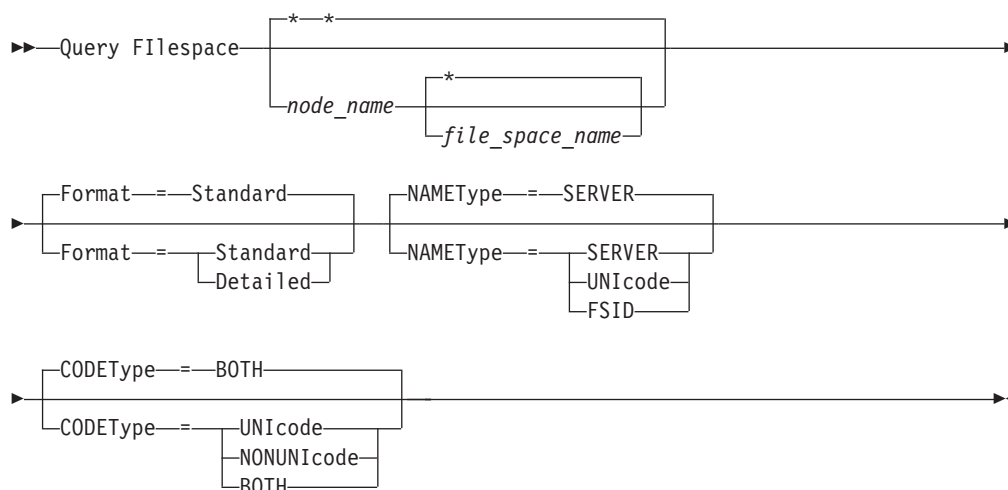 * *
Query FIlespace
*
node_name
file_space_name
Format = Standard NAMEType = SERVER
Format = Standard NAMEType = SERVER
Detailed UNIcode
FSID
CODEType = BOTH
CODEType = UNIcode
NONUNIcode
BOTH